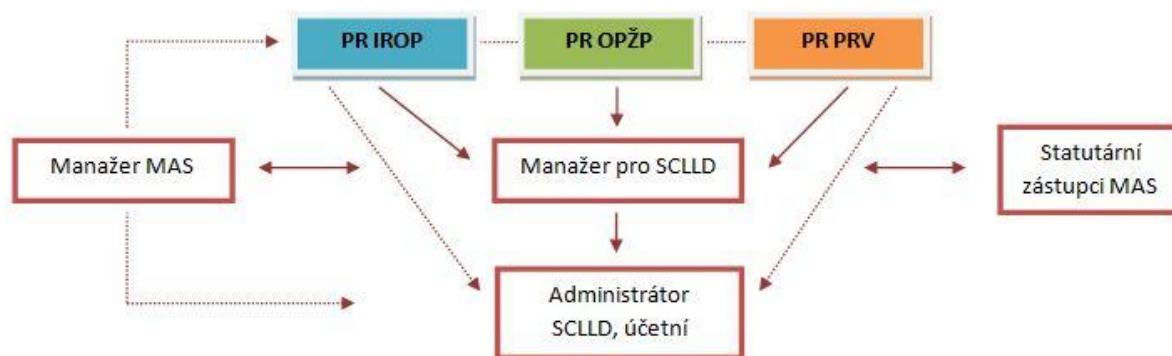 PR IROP
PR OPŽP
PR PRV
Manažer MAS
Manažer pro SCLLD
Statutární
zástupci MAS
Administrátor
SCLLD, účetní